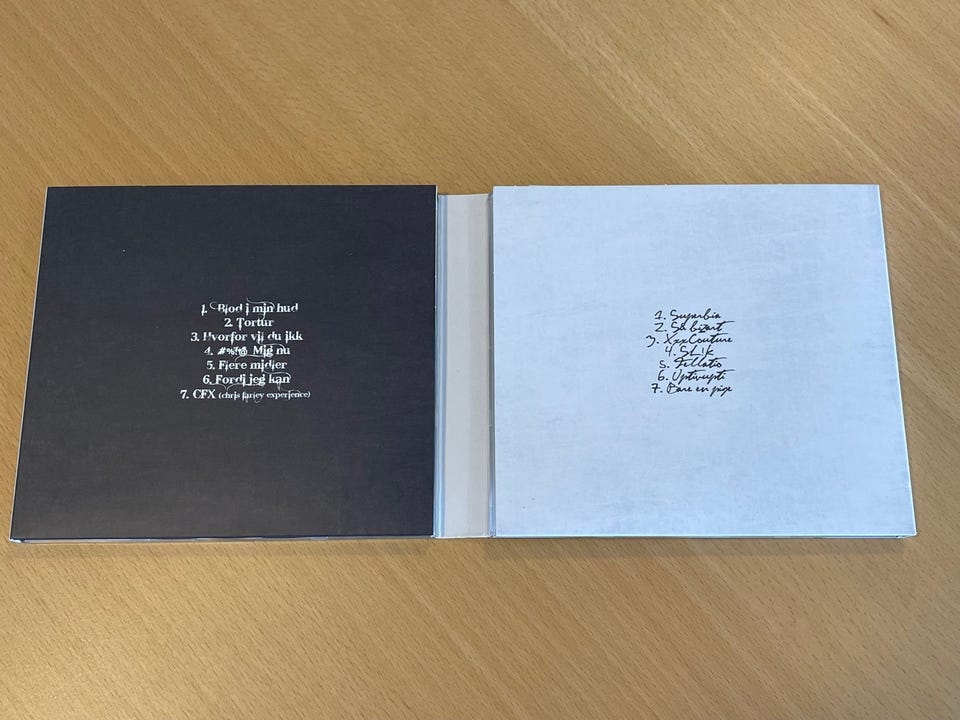 1. Blod i min hud
2. Tortur
3. Hvorfor vil du ikk
4. #%!@ Mig nu
5. Flere midler
6. Fordi jeg kan
7. CFX (chris farley experience)
1. Superbia
2. Så bizart
3. XxxCouture
4. SLik
5. Fellatio
6. Uptivupti
7. Bare en pige